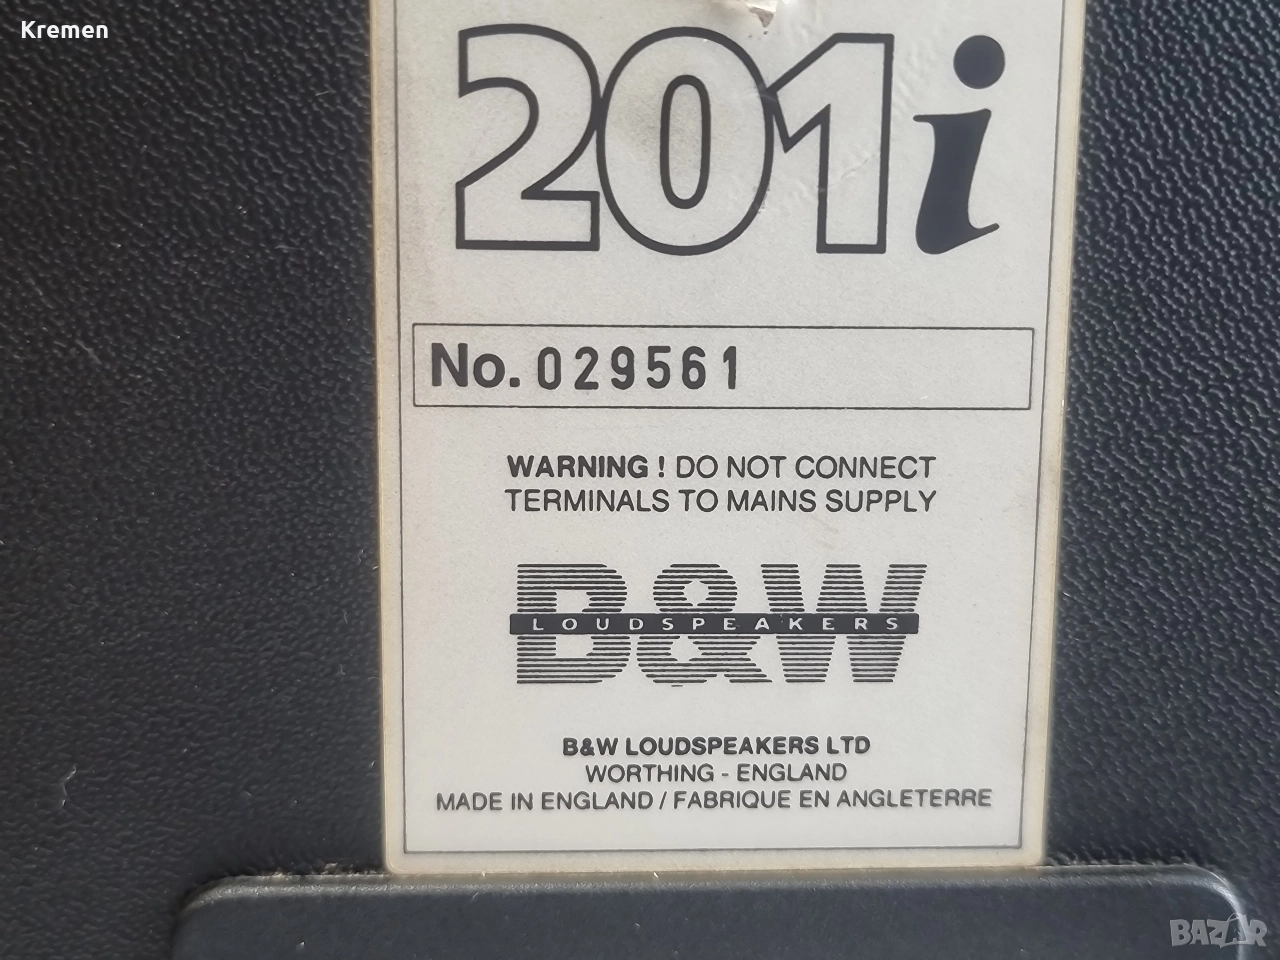 Kremen
201i
No. 029561
WARNING ! DO NOT CONNECT
TERMINALS TO MAINS SUPPLY
B&W
LOUDSPEAKERS
B&W LOUDSPEAKERS LTD
WORTHING - ENGLAND
MADE IN ENGLAND / FABRIQUE EN ANGLETERRE
BAZAR